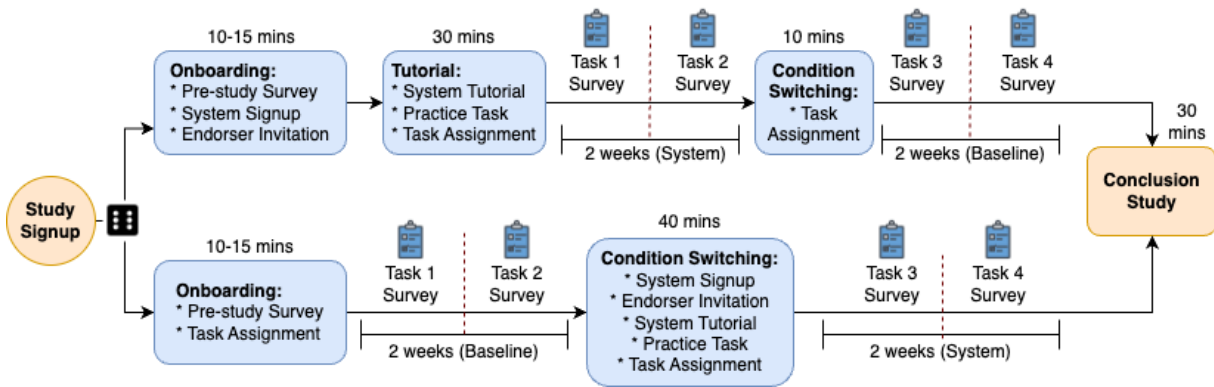 10-15 mins
Onboarding:
* Pre-study Survey
* System Signup
* Endorser Invitation
30 mins
Tutorial:
* System Tutorial
* Practice Task
* Task Assignment
Task 1
Survey
Task 2
Survey
2 weeks (System)
10 mins
Condition
Switching:
* Task
Assignment
Task 3
Survey
Task 4
Survey
2 weeks (Baseline)
30
mins
Conclusion
Study
Study
Signup
10-15 mins
Onboarding:
* Pre-study Survey
* Task Assignment
Task 1
Survey
Task 2
Survey
2 weeks (Baseline)
40 mins
Condition Switching:
* System Signup
* Endorser Invitation
* System Tutorial
* Practice Task
* Task Assignment
Task 3
Survey
Task 4
Survey
2 weeks (System)